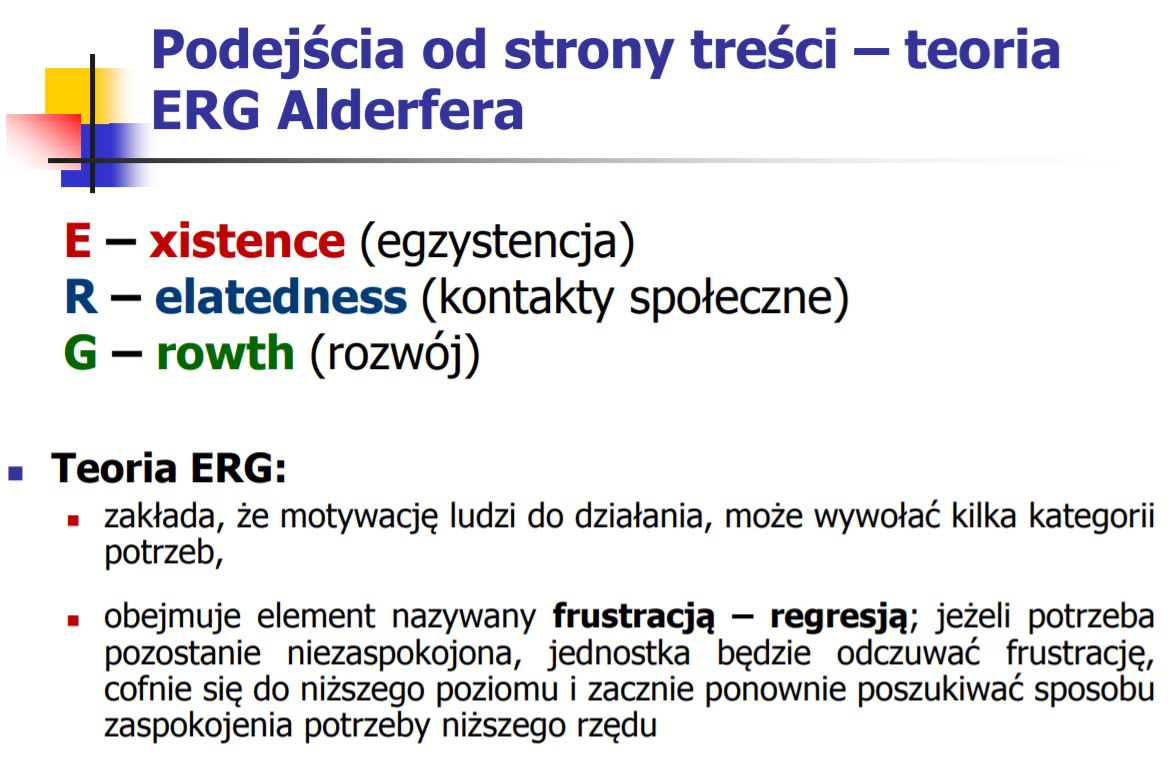 Podejścia od strony treści – teoria
ERG Alderfera
E – xistence (egzystencja)
R – elatedness (kontakty społeczne)
G – rowth (rozwój)
Teoria ERG:
zakłada, że motywację ludzi do działania, może wywołać kilka kategorii
potrzeb,
obejmuje element nazywany frustracją – regresją; jeżeli potrzeba
pozostanie niezaspokojona, jednostka będzie odczuwać frustrację,
cofnie się do niższego poziomu i zacznie ponownie poszukiwać sposobu
zaspokojenia potrzeby niższego rzędu